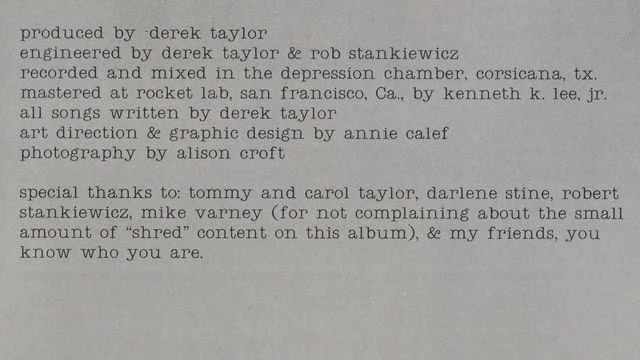 produced by derek taylor
engineered by derek taylor & rob stankiewicz
recorded and mixed in the depression chamber, corsicana, tx.
mastered at rocket lab, san francisco, Ca., by kenneth k. lee, jr.
all songs written by derek taylor
art direction & graphic design by annie calef
photography by alison croft

special thanks to: tommy and carol taylor, darlene stine, robert
stankiewicz, mike varney (for not complaining about the small
amount of “shred” content on this album), & my friends, you
know who you are.